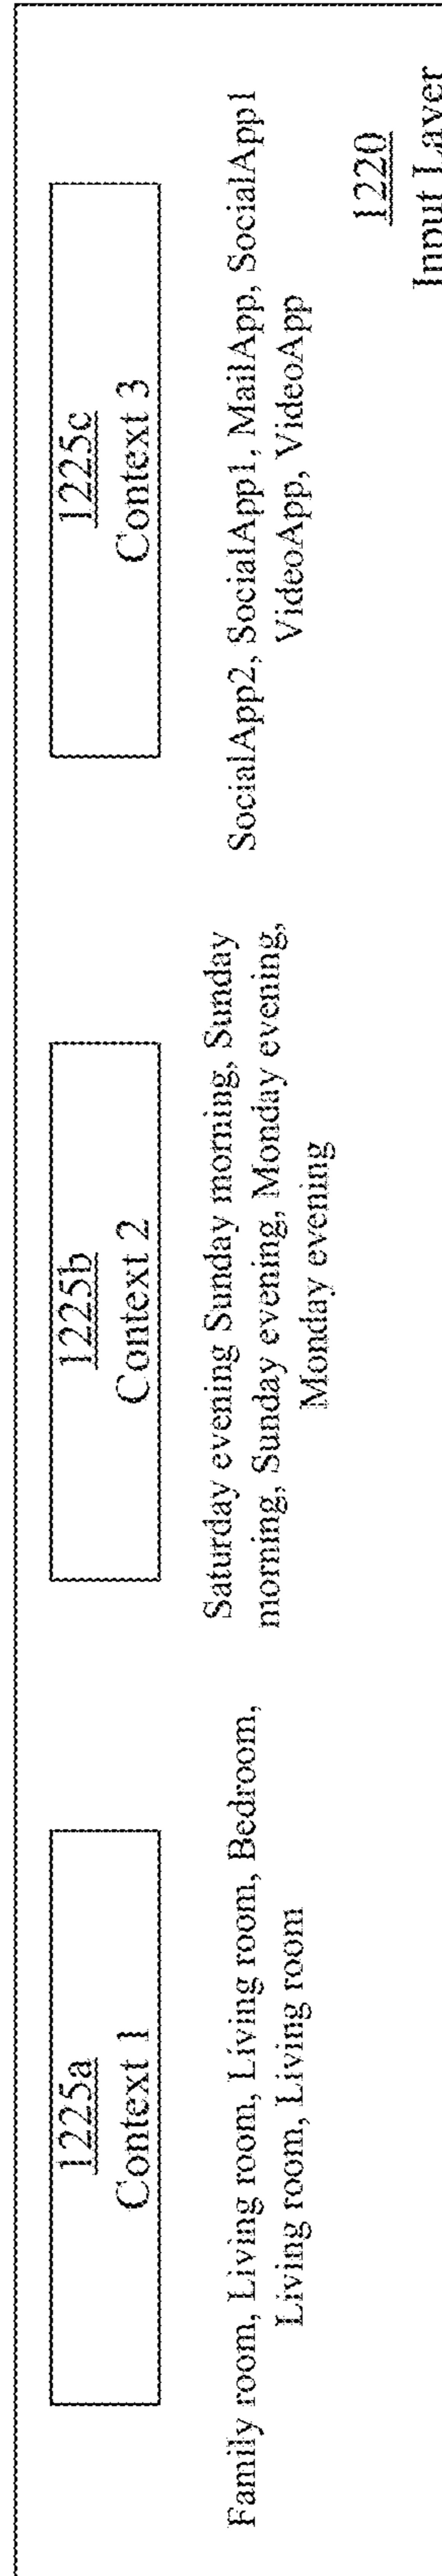 1225a
Context 1
Family room, Living room, Living room, Bedroom,
Living room, Living room
1225b
Context 2
Saturday evening Sunday morning, Sunday
morning, Sunday evening, Monday evening,
Monday evening
1225c
Context 3
SocialApp2, SocialApp1, MailApp, SocialApp1
VideoApp, VideoApp
1220
Input Layer